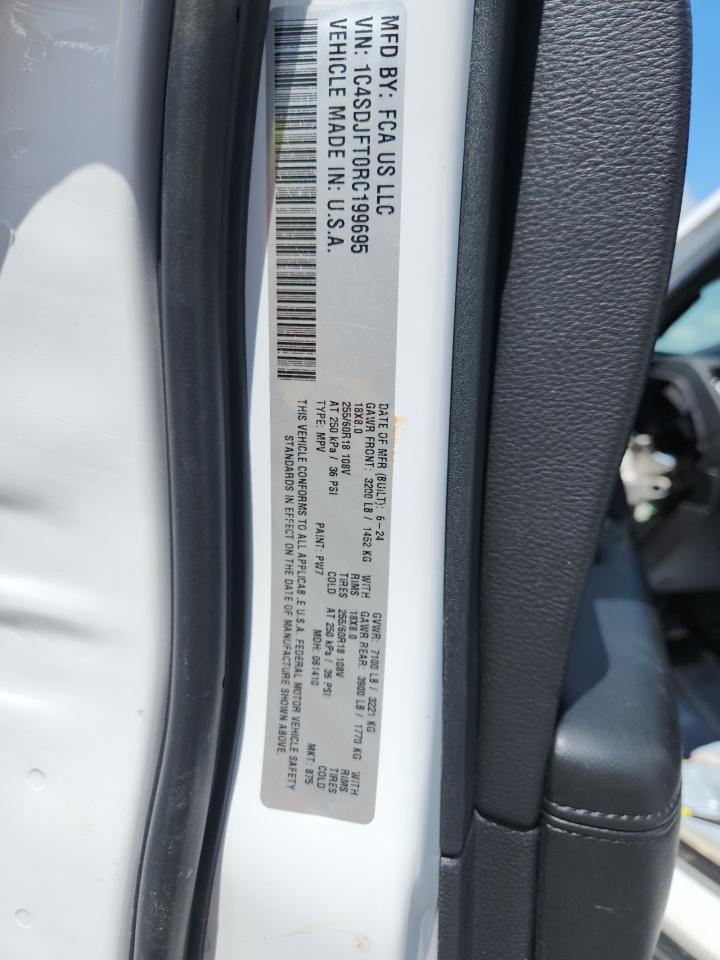 MFD BY: FCA US LLC
VIN: 1C4SDJFT0RC199695
VEHICLE MADE IN: U.S.A.
DATE OF MFR (BUILT): 6-24 GVWR: 7100 LB / 3221 KG
GAWR FRONT: 3200 LB / 1452 KG WITH GAWR REAR: 3900 LB / 1770 KG WITH
18X8.0 RIMS 18X8.0 RIMS
255/60R18 108V TIRES 255/60R18 108V TIRES
AT 250 kPa / 36 PSI COLD AT 250 kPa / 36 PSI COLD
TYPE: MPV PAINT: PW7 MDH: 061410 MKT: 875
THIS VEHICLE CONFORMS TO ALL APPLICABLE U.S.A. FEDERAL MOTOR VEHICLE SAFETY
STANDARDS IN EFFECT ON THE DATE OF MANUFACTURE SHOWN ABOVE.